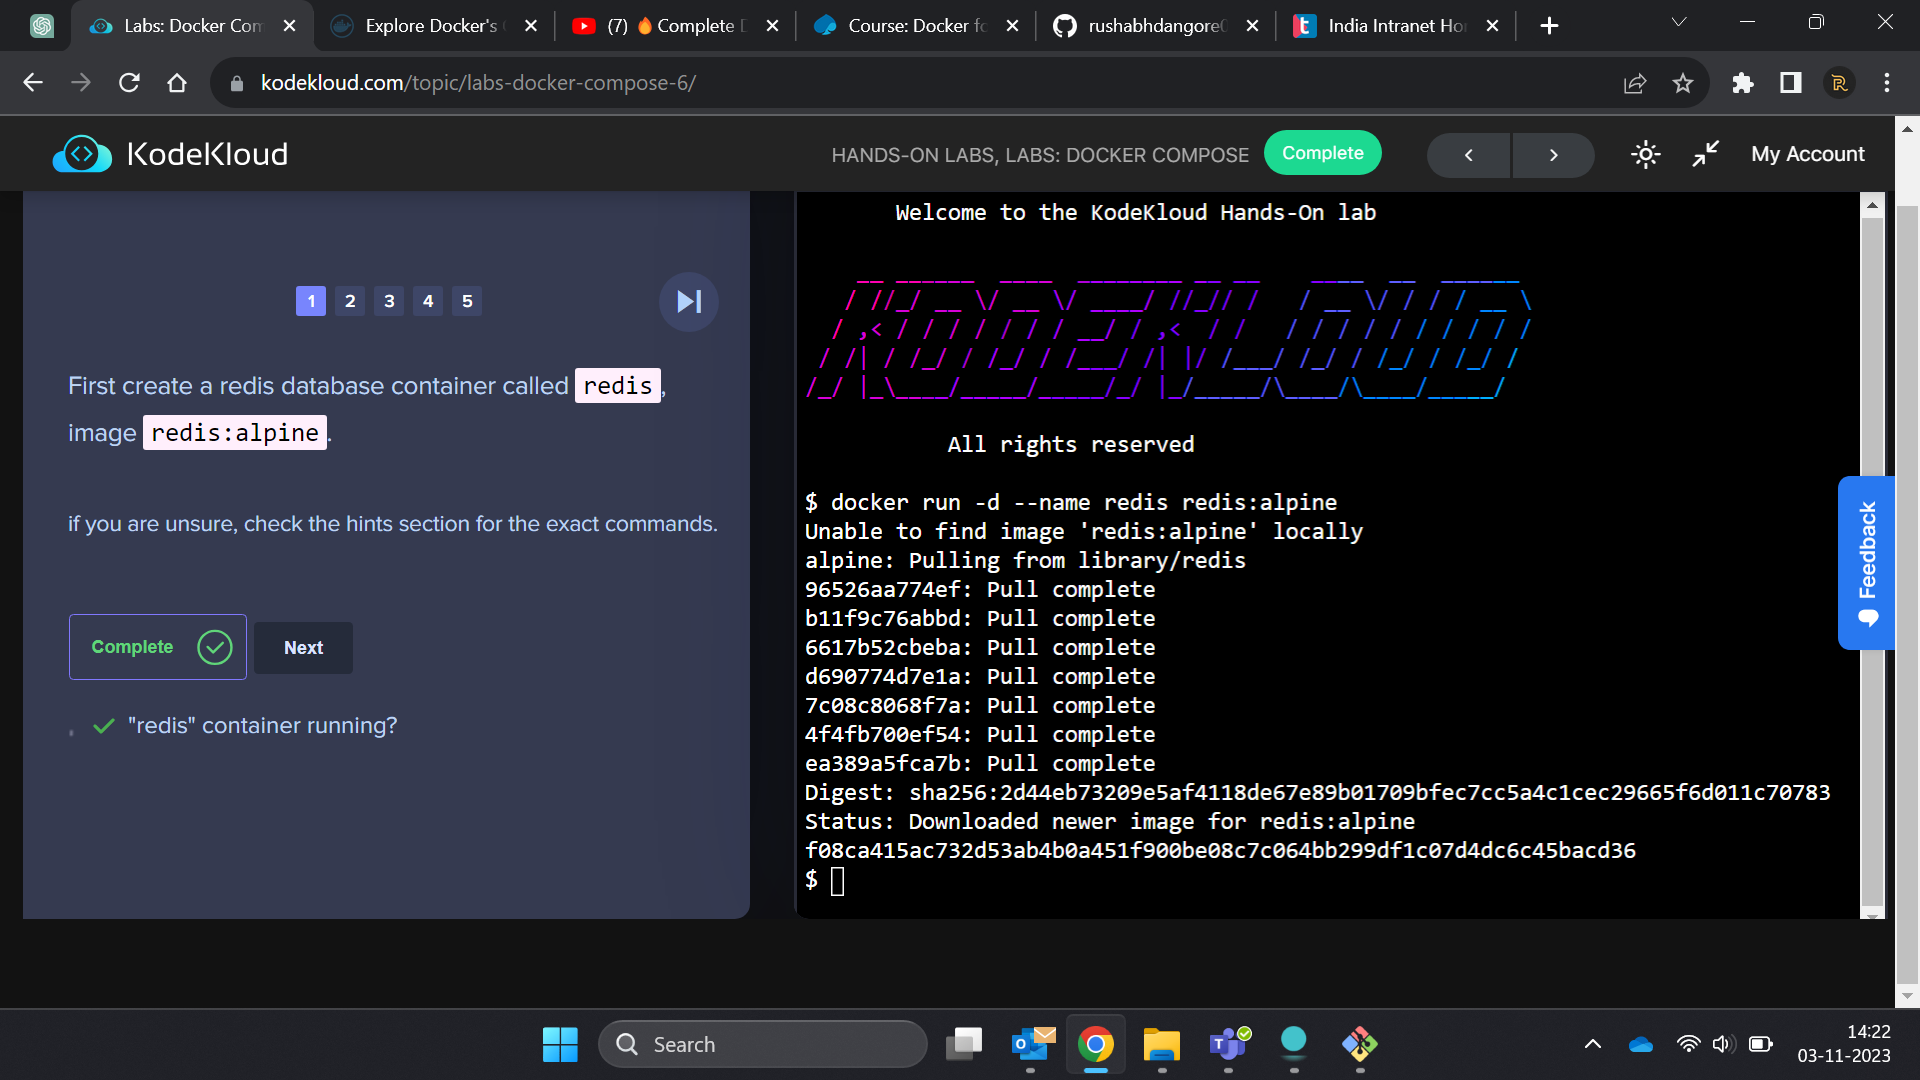 Labs: Docker Com
Explore Docker's
(7) Complete D
Course: Docker fo
rushabhdangore0
India Intranet Ho
kodekloud.com/topic/labs-docker-compose-6/
KodeKloud
HANDS-ON LABS, LABS: DOCKER COMPOSE
Complete
My Account
1 2 3 4 5
First create a redis database container called redis,
image redis:alpine.
if you are unsure, check the hints section for the exact commands.
Complete
Next
"redis" container running?
Welcome to the KodeKloud Hands-On lab
KODEKLOUD
All rights reserved
$ docker run -d --name redis redis:alpine
Unable to find image 'redis:alpine' locally
alpine: Pulling from library/redis
96526aa774ef: Pull complete
b11f9c76abbd: Pull complete
6617b52cbeba: Pull complete
d690774d7e1a: Pull complete
7c08c8068f7a: Pull complete
4f4fb700ef54: Pull complete
ea389a5fca7b: Pull complete
Digest: sha256:2d44eb73209e5af4118de67e89b01709bfec7cc5a4c1cec29665f6d011c70783
Status: Downloaded newer image for redis:alpine
f08ca415ac732d53ab4b0a451f900be08c7c064bb299df1c07d4dc6c45bacd36
$
Feedback
Search
14:22
03-11-2023